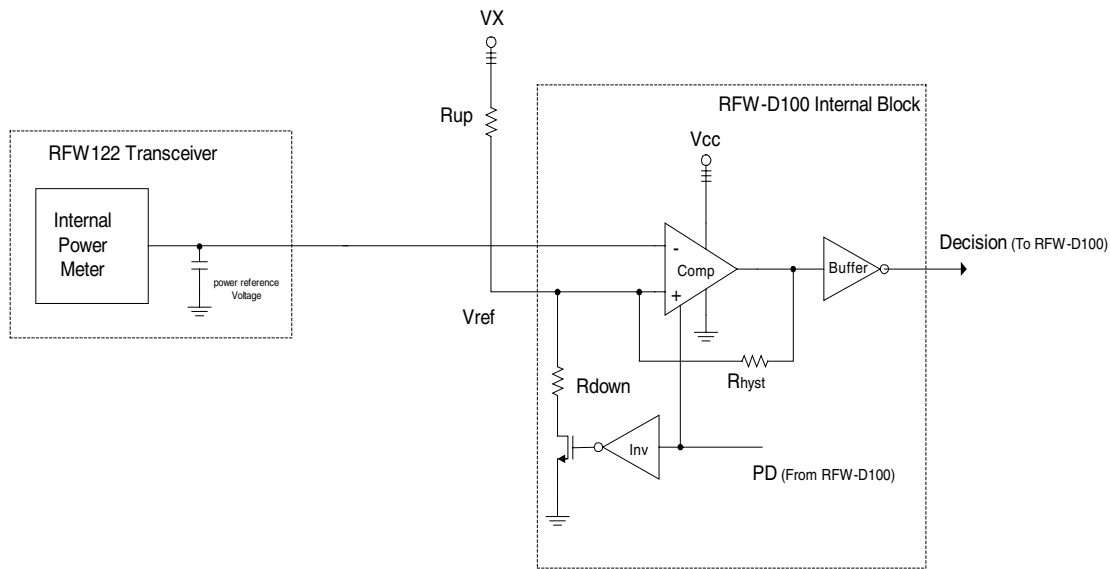 VX
RFW-D100 Internal Block
Rup
Vcc
RFW122 Transceiver
Internal
Power
Meter
power reference
Voltage
-
Comp
+
Buffer
Decision (To RFW-D100)
Vref
Rhyst
Rdown
Inv
PD (From RFW-D100)